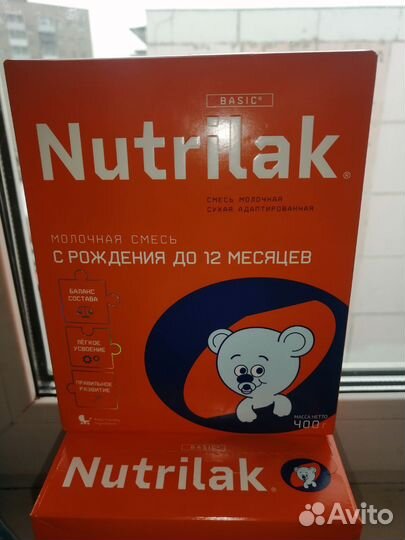 BASIC®
Nutrilak®
СМЕСЬ МОЛОЧНАЯ
СУХАЯ АДАПТИРОВАННАЯ
МОЛОЧНАЯ СМЕСЬ
С РОЖДЕНИЯ ДО 12 МЕСЯЦЕВ
БАЛАНС
СОСТАВА
ЛЁГКОЕ
УСВОЕНИЕ
ПРАВИЛЬНОЕ
РАЗВИТИЕ
МАССА НЕТТО
400 г
BASIC®
Nutrilak®
Avito